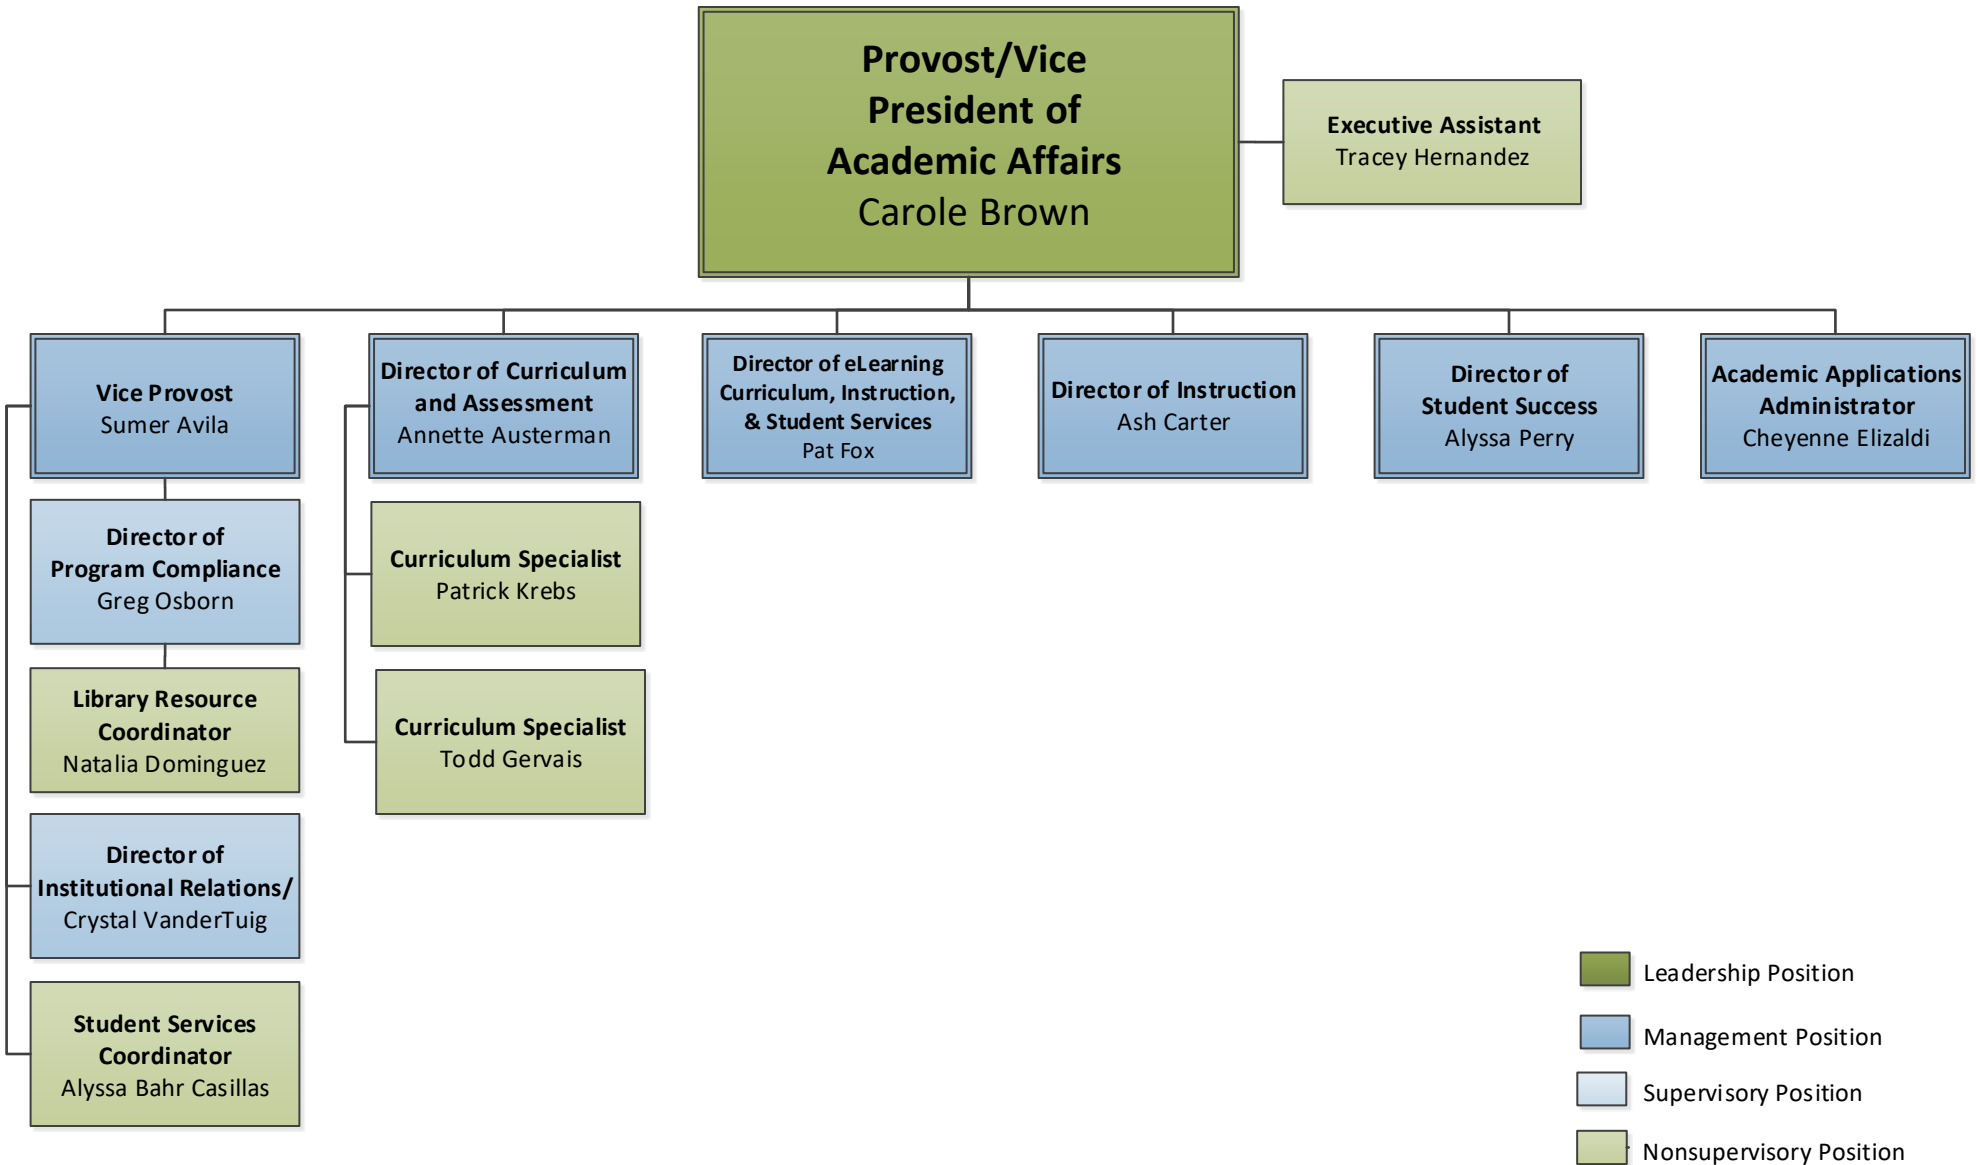 Provost/Vice
President of
Academic Affairs
Carole Brown
Executive Assistant
Tracey Hernandez
Vice Provost
Sumer Avila
Director of Curriculum
and Assessment
Annette Austerman
Director of eLearning
Curriculum, Instruction,
& Student Services
Pat Fox
Director of Instruction
Ash Carter
Director of
Student Success
Alyssa Perry
Academic Applications
Administrator
Cheyenne Elizaldi
Director of
Program Compliance
Greg Osborn
Curriculum Specialist
Patrick Krebs
Library Resource
Coordinator
Natalia Dominguez
Curriculum Specialist
Todd Gervais
Director of
Institutional Relations/
Crystal VanderTuig
Student Services
Coordinator
Alyssa Bahr Casillas
Leadership Position
Management Position
Supervisory Position
Nonsupervisory Position